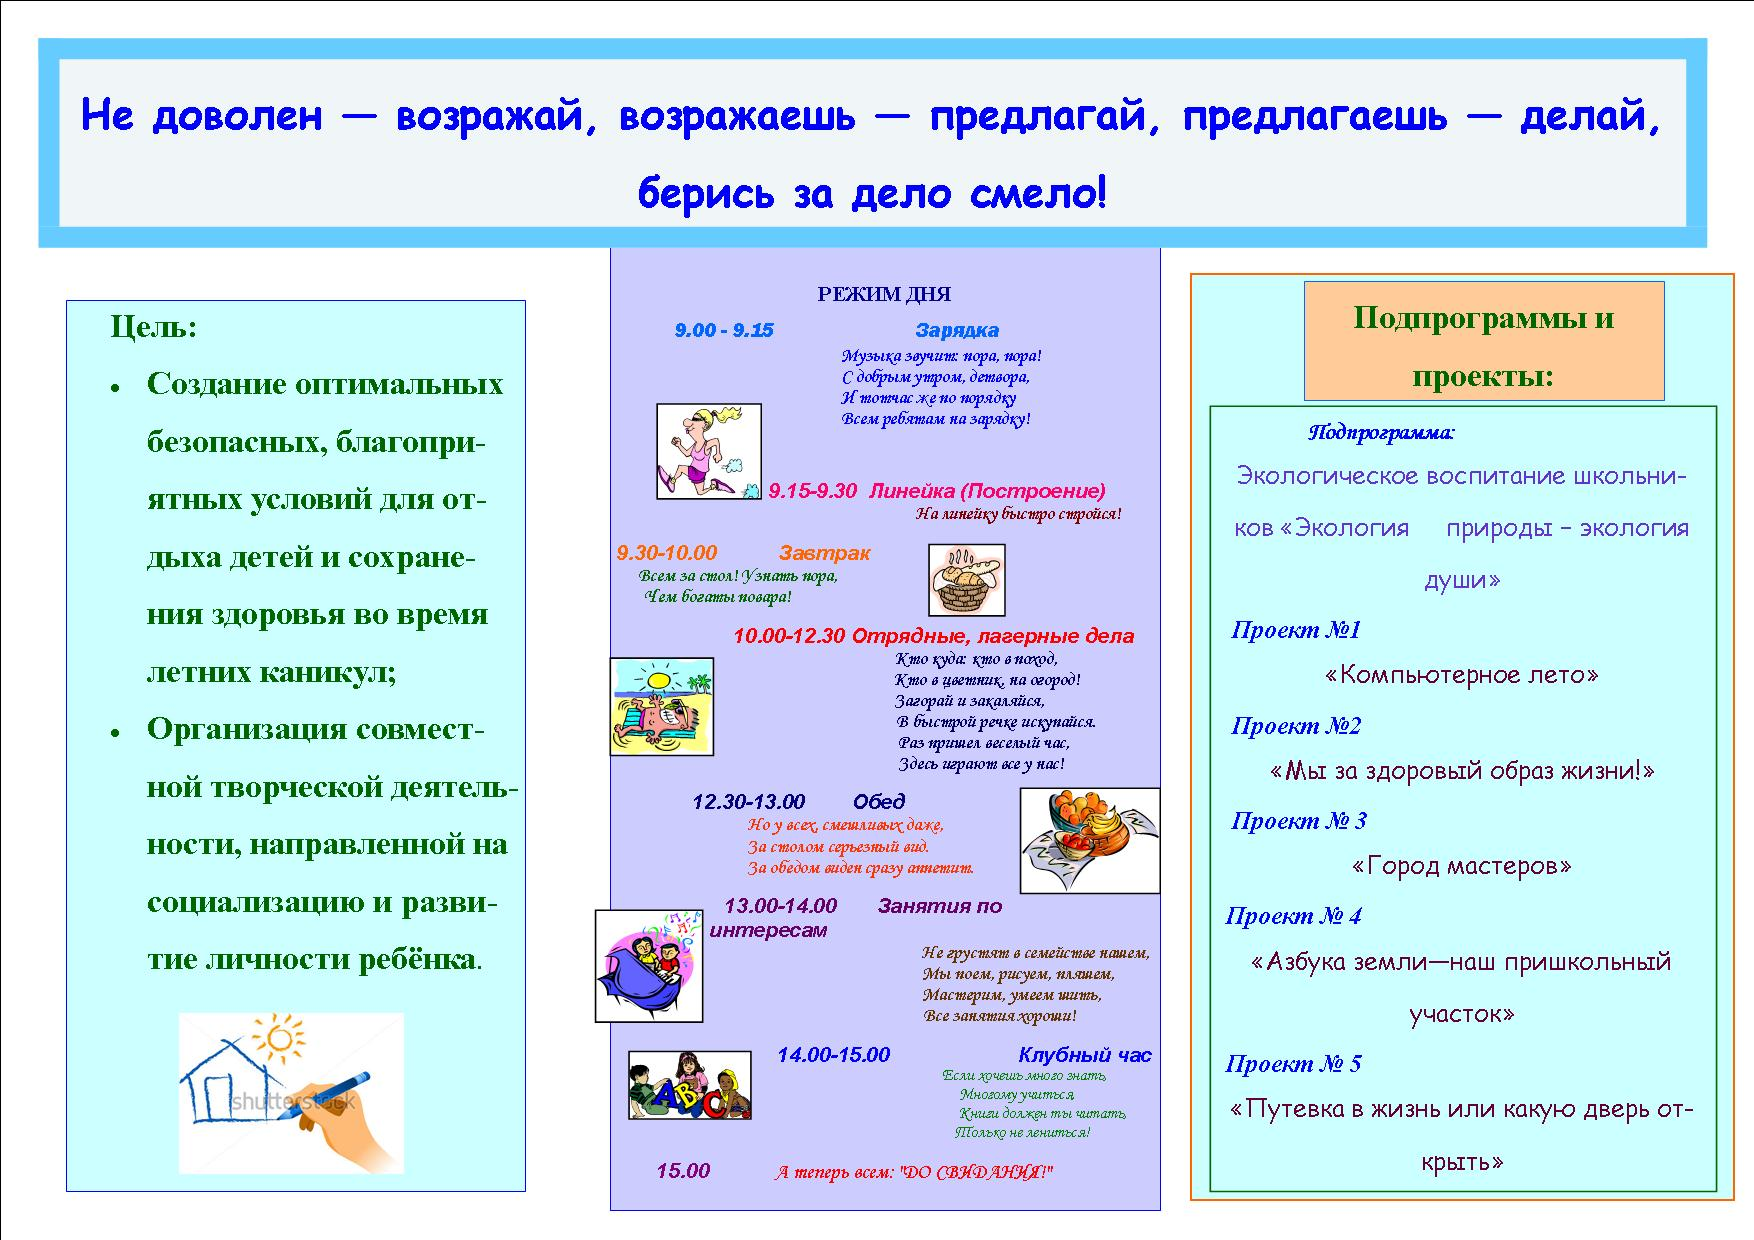 Не доволен — возражай, возражаешь — предлагай, предлагаешь — делай,
берись за дело смело!
Цель:
• Создание оптимальных
безопасных, благопри-
ятных условий для от-
дыха детей и сохране-
ния здоровья во время
летних каникул;
• Организация совмест-
ной творческой деятель-
ности, направленной на
социализацию и разви-
тие личности ребёнка.
shutterstock
РЕЖИМ ДНЯ
9.00 - 9.15 Зарядка
Музыка звучит: пора, пора!
С добрым утром, детвора,
И тотчас же по порядку
Всем ребятам на зарядку!
9.15-9.30 Линейка (Построение)
На линейку быстро стройся!
9.30-10.00 Завтрак
Всем за стол! Узнать пора,
Чем богаты повара!
10.00-12.30 Отрядные, лагерные дела
Кто куда: кто в поход,
Кто в цветник, на огород!
Загорай и закаляйся,
В быстрой речке искупайся.
Раз пришел веселый час,
Здесь играют все у нас!
12.30-13.00 Обед
Но у всех, смешливых даже,
За столом серьезный вид.
За обедом виден сразу аппетит.
13.00-14.00 Занятия по
интересам
Не грустят в семействе нашем,
Мы поем, рисуем, пляшем,
Мастерим, умеем шить,
Все занятия хороши!
14.00-15.00 Клубный час
Если хочешь много знать,
Многому учиться,
Книги должен ты читать,
Только не лениться!
ABC
15.00 А теперь всем: "ДО СВИДАНИЯ!"
Подпрограммы и
проекты:
Подпрограмма:
Экологическое воспитание школьни-
ков «Экология природы – экология
души»
Проект №1
«Компьютерное лето»
Проект №2
«Мы за здоровый образ жизни!»
Проект № 3
«Город мастеров»
Проект № 4
«Азбука земли—наш пришкольный
участок»
Проект № 5
«Путевка в жизнь или какую дверь от-
крыть»